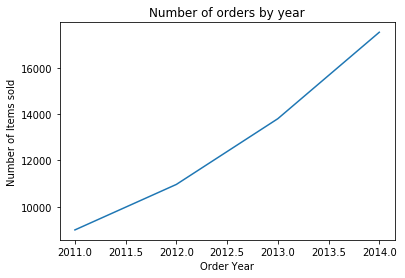 Number of orders by year
Number of Items sold
16000
14000
12000
10000
2011.0 2011.5 2012.0 2012.5 2013.0 2013.5 2014.0
Order Year